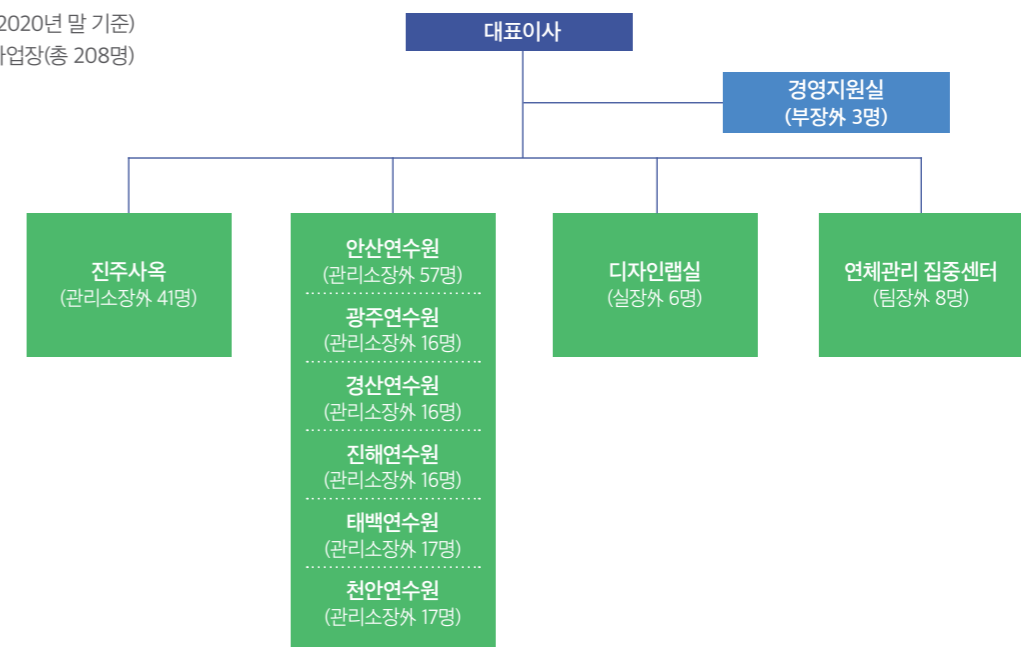 2020년 말 기준)
사업장(총 208명)
대표이사
경영지원실
(부장外 3명)
진주사옥
(관리소장外 41명)
안산연수원
(관리소장外 57명)
광주연수원
(관리소장外 16명)
경산연수원
(관리소장外 16명)
진해연수원
(관리소장外 16명)
태백연수원
(관리소장外 17명)
천안연수원
(관리소장外 17명)
디자인랩실
(실장外 6명)
연체관리 집중센터
(팀장外 8명)